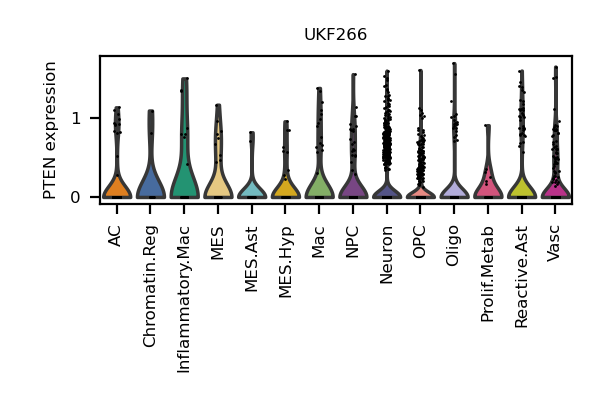 UKF266
PTEN expression
1
0
AC
Chromatin.Reg
Inflammatory.Mac
MES
MES.Ast
MES.Hyp
Mac
NPC
Neuron
OPC
Oligo
Prolif.Metab
Reactive.Ast
Vasc